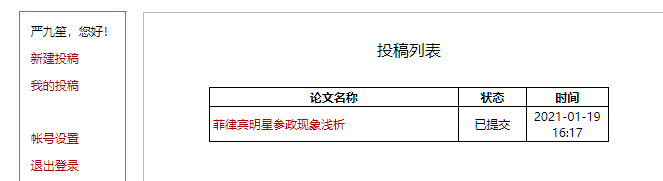 严九笙，您好！
新建投稿
我的投稿
帐号设置
退出登录
投稿列表
论文名称 状态 时间
菲律宾明星参政现象浅析 已提交 2021-01-19
16:17